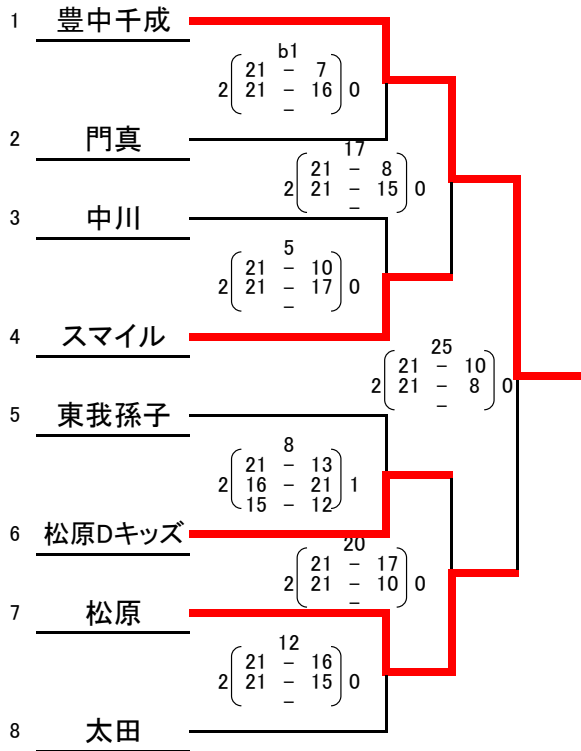 1 豊中千成
b1
21 － 7
2 21 － 16 0
－
2 門真
17
21 － 8
2 21 － 15 0
－
3 中川
5
21 － 10
2 21 － 17 0
－
4 スマイル
25
21 － 10
2 21 － 8 0
－
5 東我孫子
8
21 － 13
2 16 － 21 1
15 － 12
6 松原Dキッズ
20
21 － 17
2 21 － 10 0
－
7 松原
12
21 － 16
2 21 － 15 0
－
8 太田